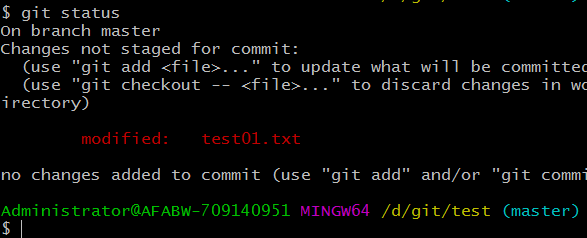 $ git status
On branch master
Changes not staged for commit:
(use "git add <file>..." to update what will be committed
(use "git checkout -- <file>..." to discard changes in wo
irectory)
modified: test01.txt
no changes added to commit (use "git add" and/or "git commi
Administrator@AFABW-709140951 MINGW64 /d/git/test (master)
$